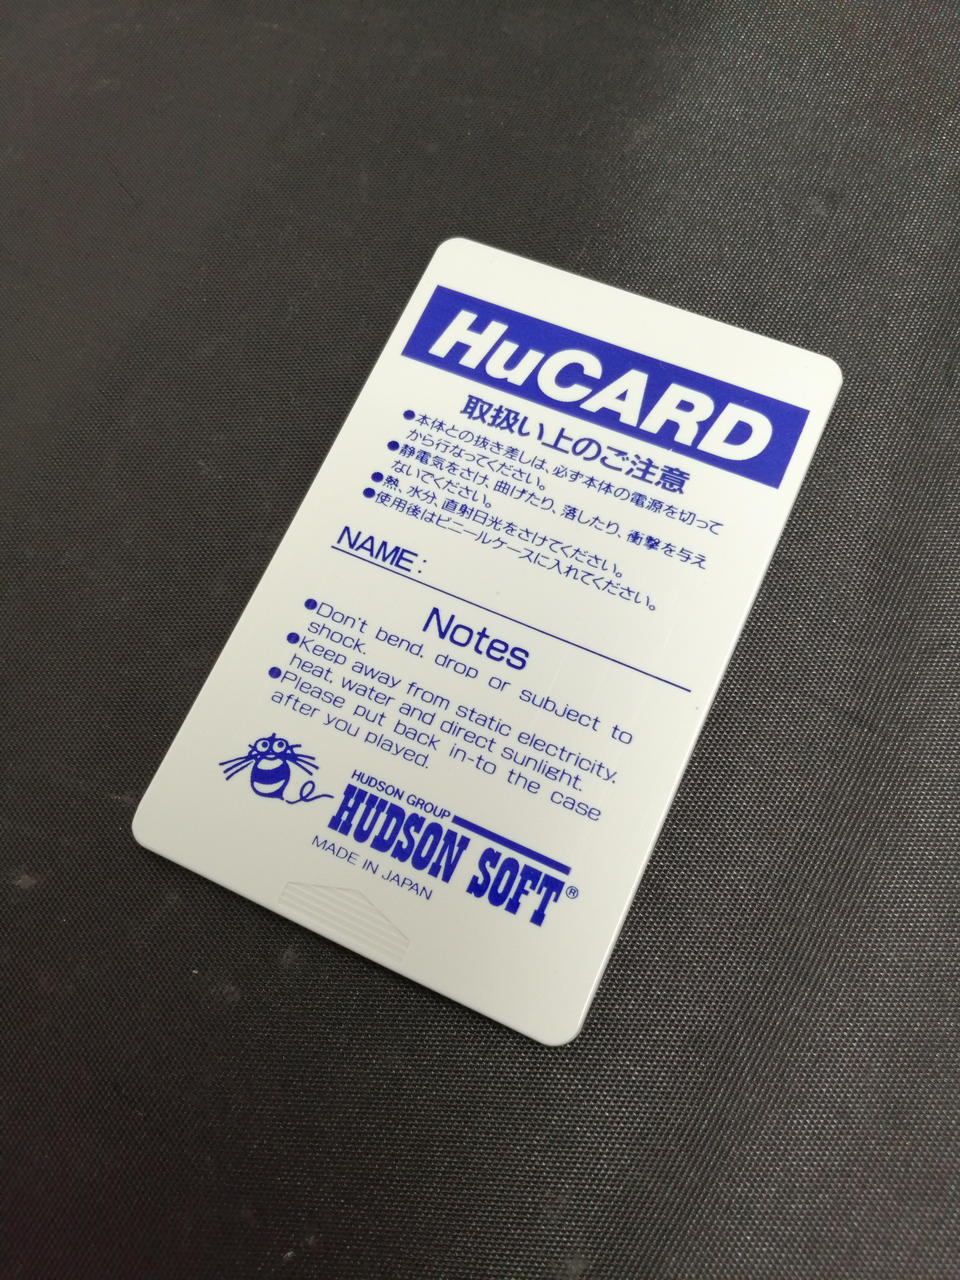 HuCARD
取扱い上のご注意
●本体との抜き差しは、必ず本体の電源を切って
から行なってください。
●静電気をさけ、曲げたり、落したり、衝撃を与え
ないでください。
●熱、水分、直射日光をさけてください。
●使用後はビニールケースに入れてください。
NAME:
Notes
●Don't bend, drop or subject to
shock.
●Keep away from static electricity,
heat, water and direct sunlight.
●Please put back in-to the case
after you played.
HUDSON GROUP
HUDSON SOFT®
MADE IN JAPAN